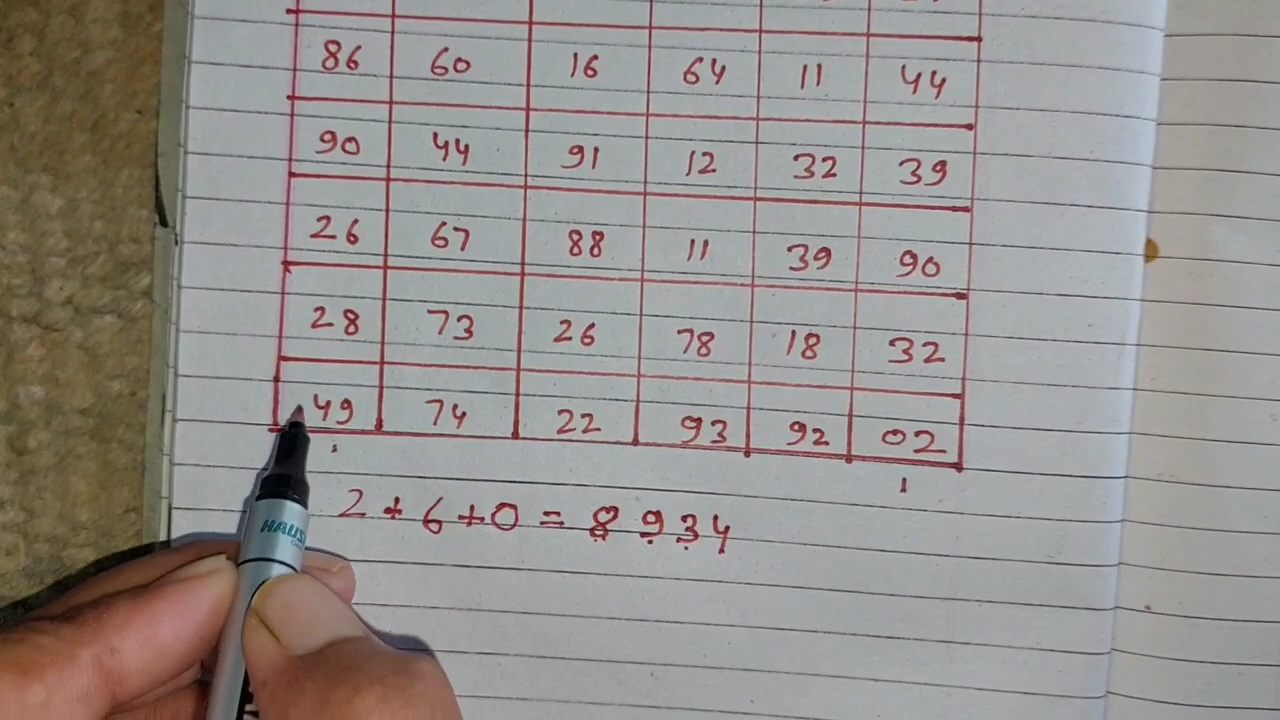 86 60 16 64 11 44
90 44 91 12 32 39
26 67 88 11 39 90
28 73 26 78 18 32
49 74 22 93 92 02
2 + 6 + 0 = 8 9 3 4
HAUS